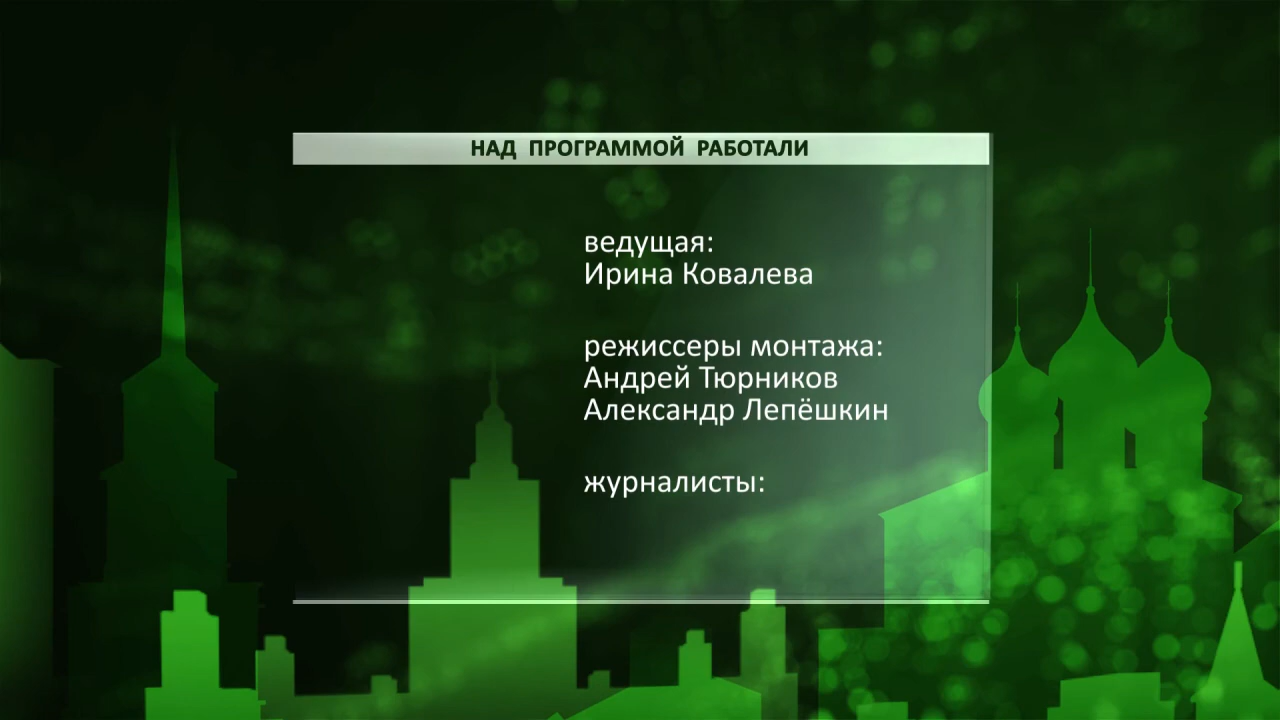 НАД ПРОГРАММОЙ РАБОТАЛИ
ведущая:
Ирина Ковалева
режиссеры монтажа:
Андрей Тюрников
Александр Лепёшкин
журналисты: